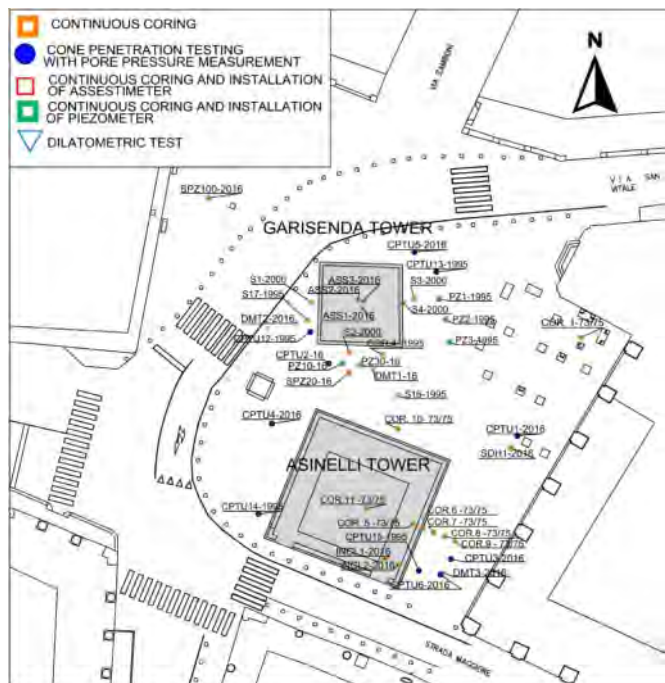 CONTINUOUS CORING
CONE PENETRATION TESTING
WITH PORE PRESSURE MEASUREMENT
CONTINUOUS CORING AND INSTALLATION
OF ASSESTIMETER
CONTINUOUS CORING AND INSTALLATION
OF PIEZOMETER
DILATOMETRIC TEST
N
VIA ZAMBONI
VIA SAN
VITALE
SPZ100-2016
GARISENDA TOWER
CPTU5-2016
CPTU13-1995
S1-2000
ASS3-2016
S3-2000
S17-1995
ASS2-2016
PZ1-1995
DMT2-2016
ASS1-2016
S4-2000
PZ2-1995
CPTU12-1995
S2-2000
COR. 1-73/75
PZ3-1995
CPTU2-16
PZ10-16
PZ30-16
SPZ20-16
DMT1-16
S16-1995
CPTU4-2016
COR. 10- 73/75
CPTU1-2016
SDH1-2016
ASINELLI TOWER
COR.11 -73/75
CPTU14-1995
COR.6 -73/75
COR. 5 -73/75
COR.7 -73/75
CPTU15-1995
COR.8 -73/75
COR.9 - 73/75
INCL1-2016
CPTU3-2016
INCL2-2016
DMT3-2016
CPTU6-2016
STRADA MAGGIORE